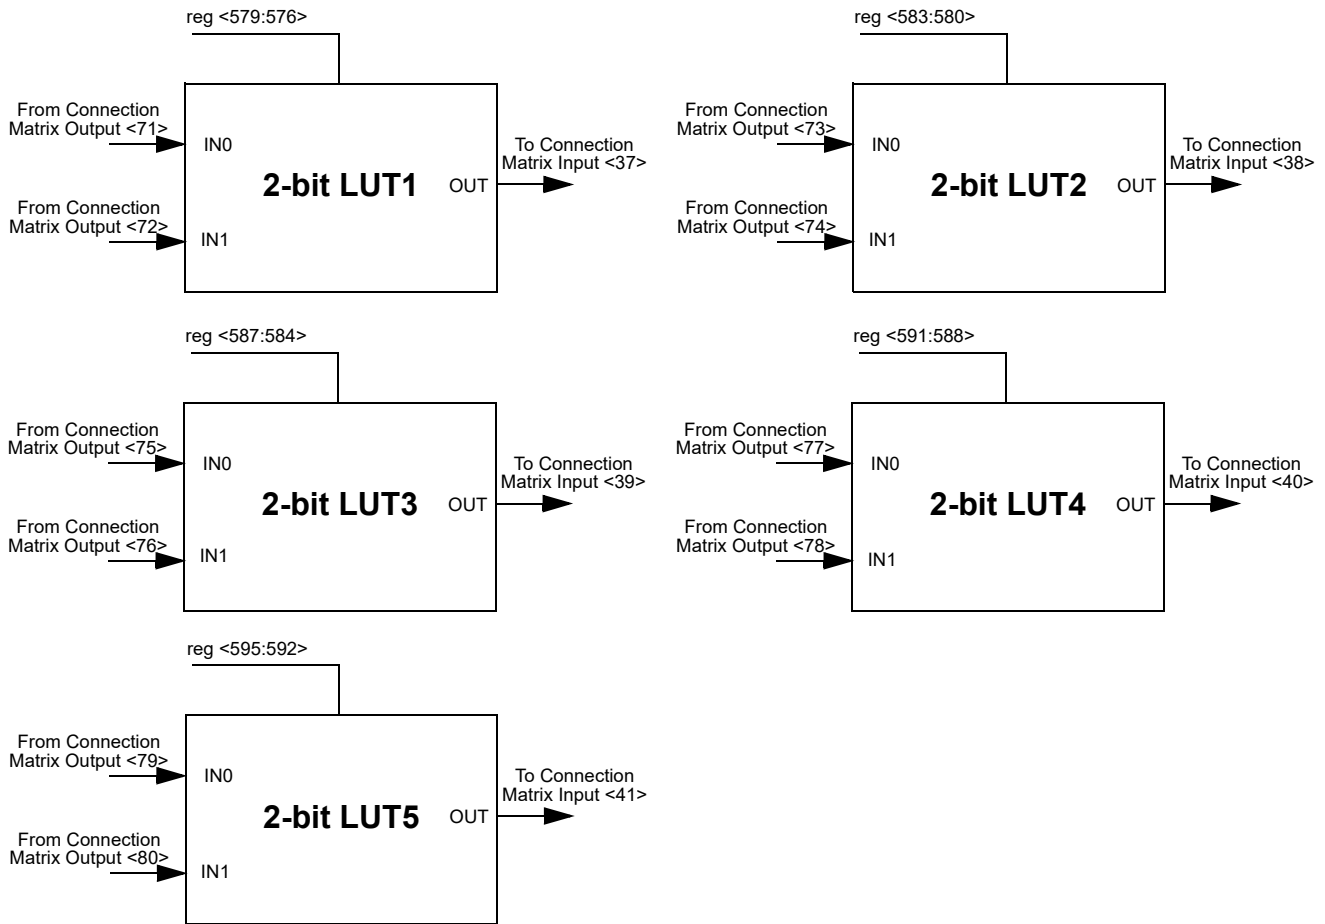 reg <579:576>
From Connection
Matrix Output <71>
IN0
2-bit LUT1
OUT
To Connection
Matrix Input <37>
From Connection
Matrix Output <72>
IN1
reg <583:580>
From Connection
Matrix Output <73>
IN0
2-bit LUT2
OUT
To Connection
Matrix Input <38>
From Connection
Matrix Output <74>
IN1
reg <587:584>
From Connection
Matrix Output <75>
IN0
2-bit LUT3
OUT
To Connection
Matrix Input <39>
From Connection
Matrix Output <76>
IN1
reg <591:588>
From Connection
Matrix Output <77>
IN0
2-bit LUT4
OUT
To Connection
Matrix Input <40>
From Connection
Matrix Output <78>
IN1
reg <595:592>
From Connection
Matrix Output <79>
IN0
2-bit LUT5
OUT
To Connection
Matrix Input <41>
From Connection
Matrix Output <80>
IN1